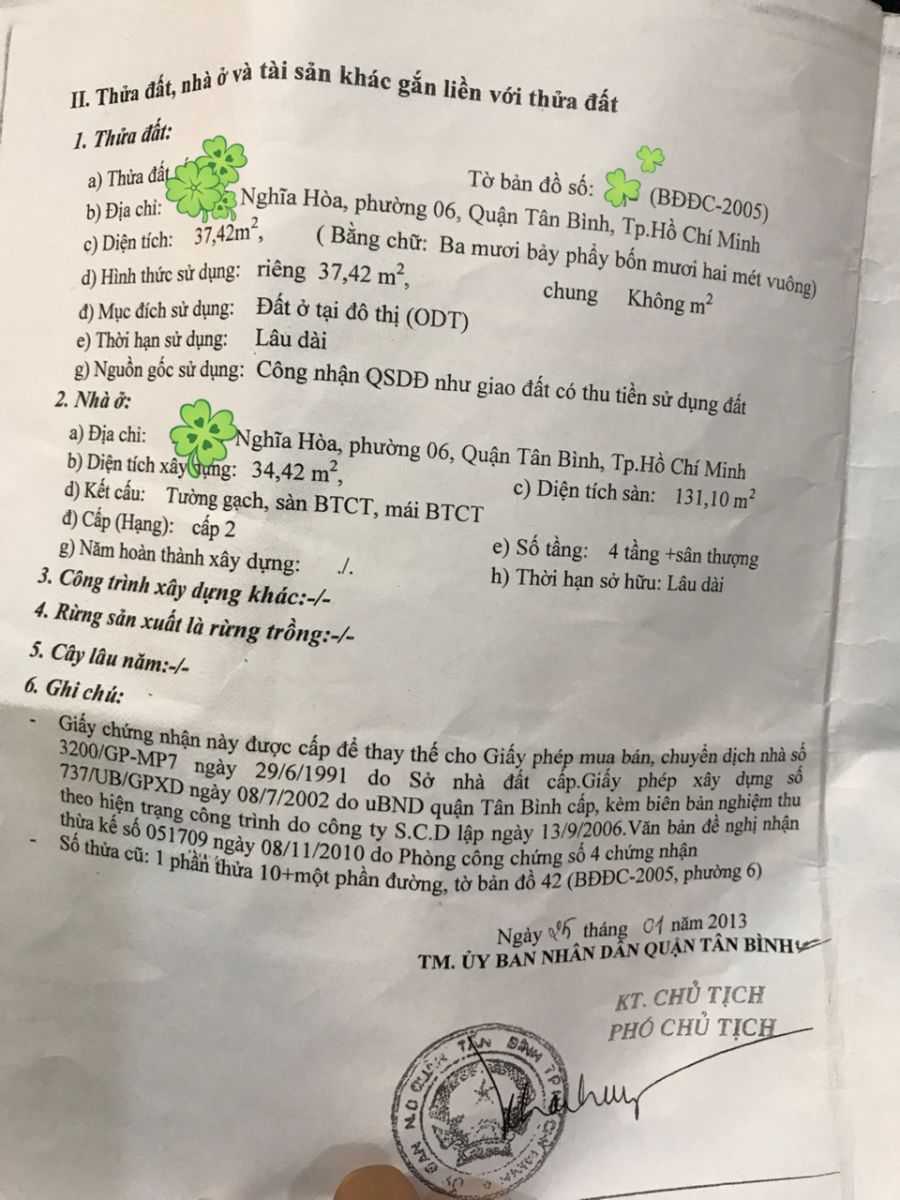 II. Thửa đất, nhà ở và tài sản khác gắn liền với thửa đất
1. Thửa đất:
a) Thửa đất Tờ bản đồ số: (BĐĐC-2005)
b) Địa chỉ: Nghĩa Hòa, phường 06, Quận Tân Bình, Tp.Hồ Chí Minh
c) Diện tích: 37,42m², ( Bằng chữ: Ba mươi bảy phẩy bốn mươi hai mét vuông)
d) Hình thức sử dụng: riêng 37,42 m², chung Không m²
đ) Mục đích sử dụng: Đất ở tại đô thị (ODT)
e) Thời hạn sử dụng: Lâu dài
g) Nguồn gốc sử dụng: Công nhận QSDĐ như giao đất có thu tiền sử dụng đất
2. Nhà ở:
a) Địa chỉ: Nghĩa Hòa, phường 06, Quận Tân Bình, Tp.Hồ Chí Minh
b) Diện tích xây dựng: 34,42 m², c) Diện tích sàn: 131,10 m²
d) Kết cấu: Tường gạch, sàn BTCT, mái BTCT
đ) Cấp (Hạng): cấp 2 e) Số tầng: 4 tầng +sân thượng
g) Năm hoàn thành xây dựng: ./. h) Thời hạn sở hữu: Lâu dài
3. Công trình xây dựng khác:-/-
4. Rừng sản xuất là rừng trồng:-/-
5. Cây lâu năm:-/-
6. Ghi chú:
- Giấy chứng nhận này được cấp để thay thế cho Giấy phép mua bán, chuyển dịch nhà số
3200/GP-MP7 ngày 29/6/1991 do Sở nhà đất cấp.Giấy phép xây dựng số
737/UB/GPXD ngày 08/7/2002 do uBND quận Tân Bình cấp, kèm biên bản nghiệm thu
theo hiện trạng công trình do công ty S.C.D lập ngày 13/9/2006.Văn bản đề nghị nhận
thừa kế số 051709 ngày 08/11/2010 do Phòng công chứng số 4 chứng nhận
- Số thửa cũ: 1 phần thửa 10+một phần đường, tờ bản đồ 42 (BĐĐC-2005, phường 6)
Ngày 05 tháng 01 năm 2013
TM. ỦY BAN NHÂN DÂN QUẬN TÂN BÌNH
KT. CHỦ TỊCH
PHÓ CHỦ TỊCH
BAN N.D QUẬN TÂN BÌNH TP